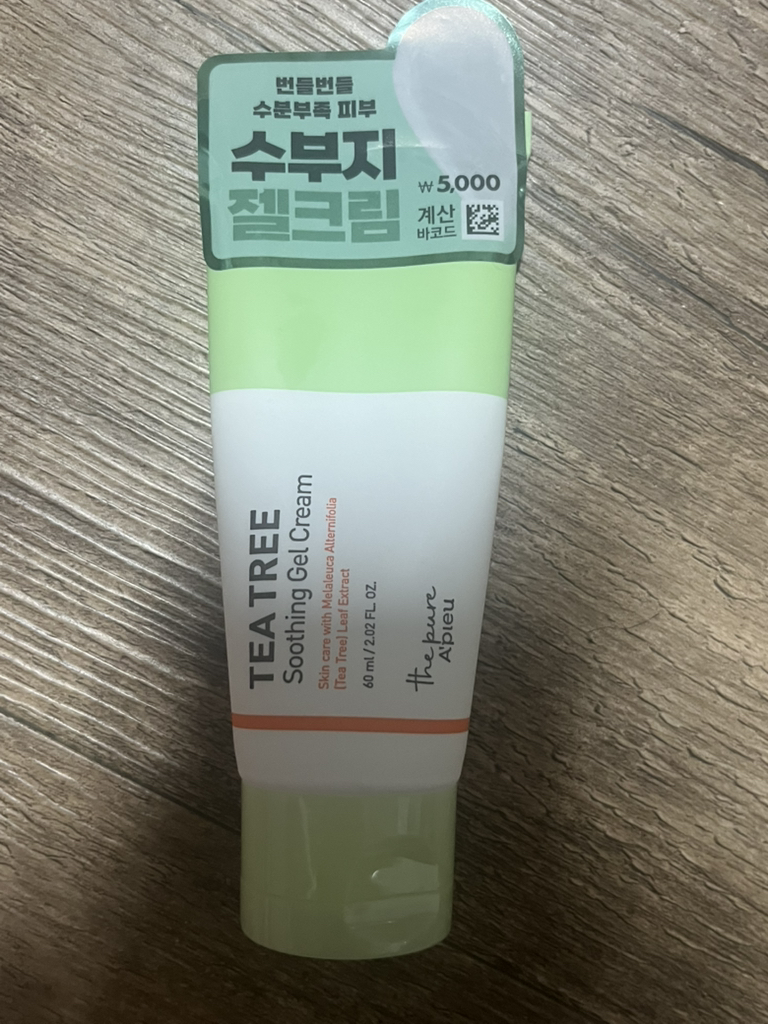 번들번들
수분부족 피부
수부지
젤크림
₩5,000
계산
바코드
TEA TREE
Soothing Gel Cream
Skin care with Melaleuca Alternifolia
(Tea Tree) Leaf Extract
60 ml / 2.02 FL. OZ.
the pure
A'PIEU